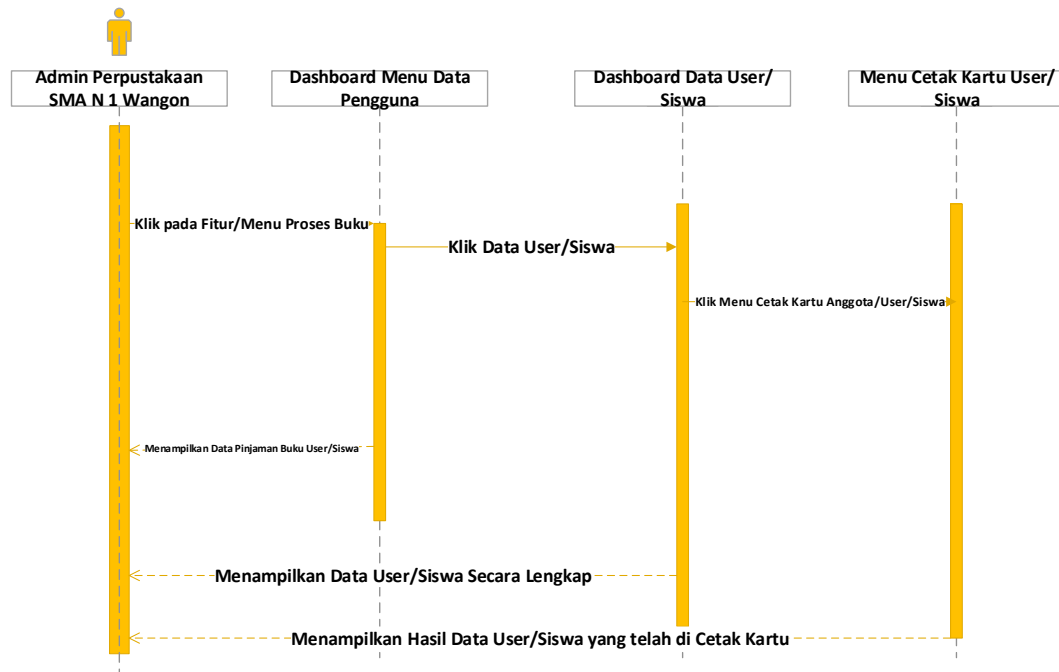 Admin Perpustakaan
SMA N 1 Wangon
Dashboard Menu Data
Pengguna
Dashboard Data User/
Siswa
Menu Cetak Kartu User/
Siswa
Klik pada Fitur/Menu Proses Buku
Klik Data User/Siswa
Klik Menu Cetak Kartu Anggota/User/Siswa
Menampilkan Data Pinjaman Buku User/Siswa
Menampilkan Data User/Siswa Secara Lengkap
Menampilkan Hasil Data User/Siswa yang telah di Cetak Kartu